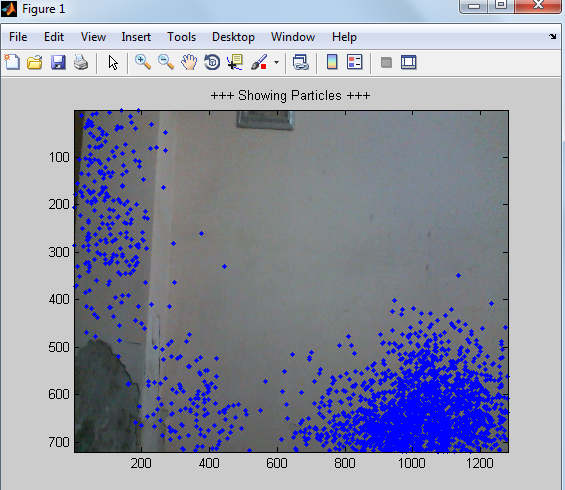 Figure 1
File Edit View Insert Tools Desktop Window Help
+++ Showing Particles +++
100
200
300
400
500
600
700
200 400 600 800 1000 1200